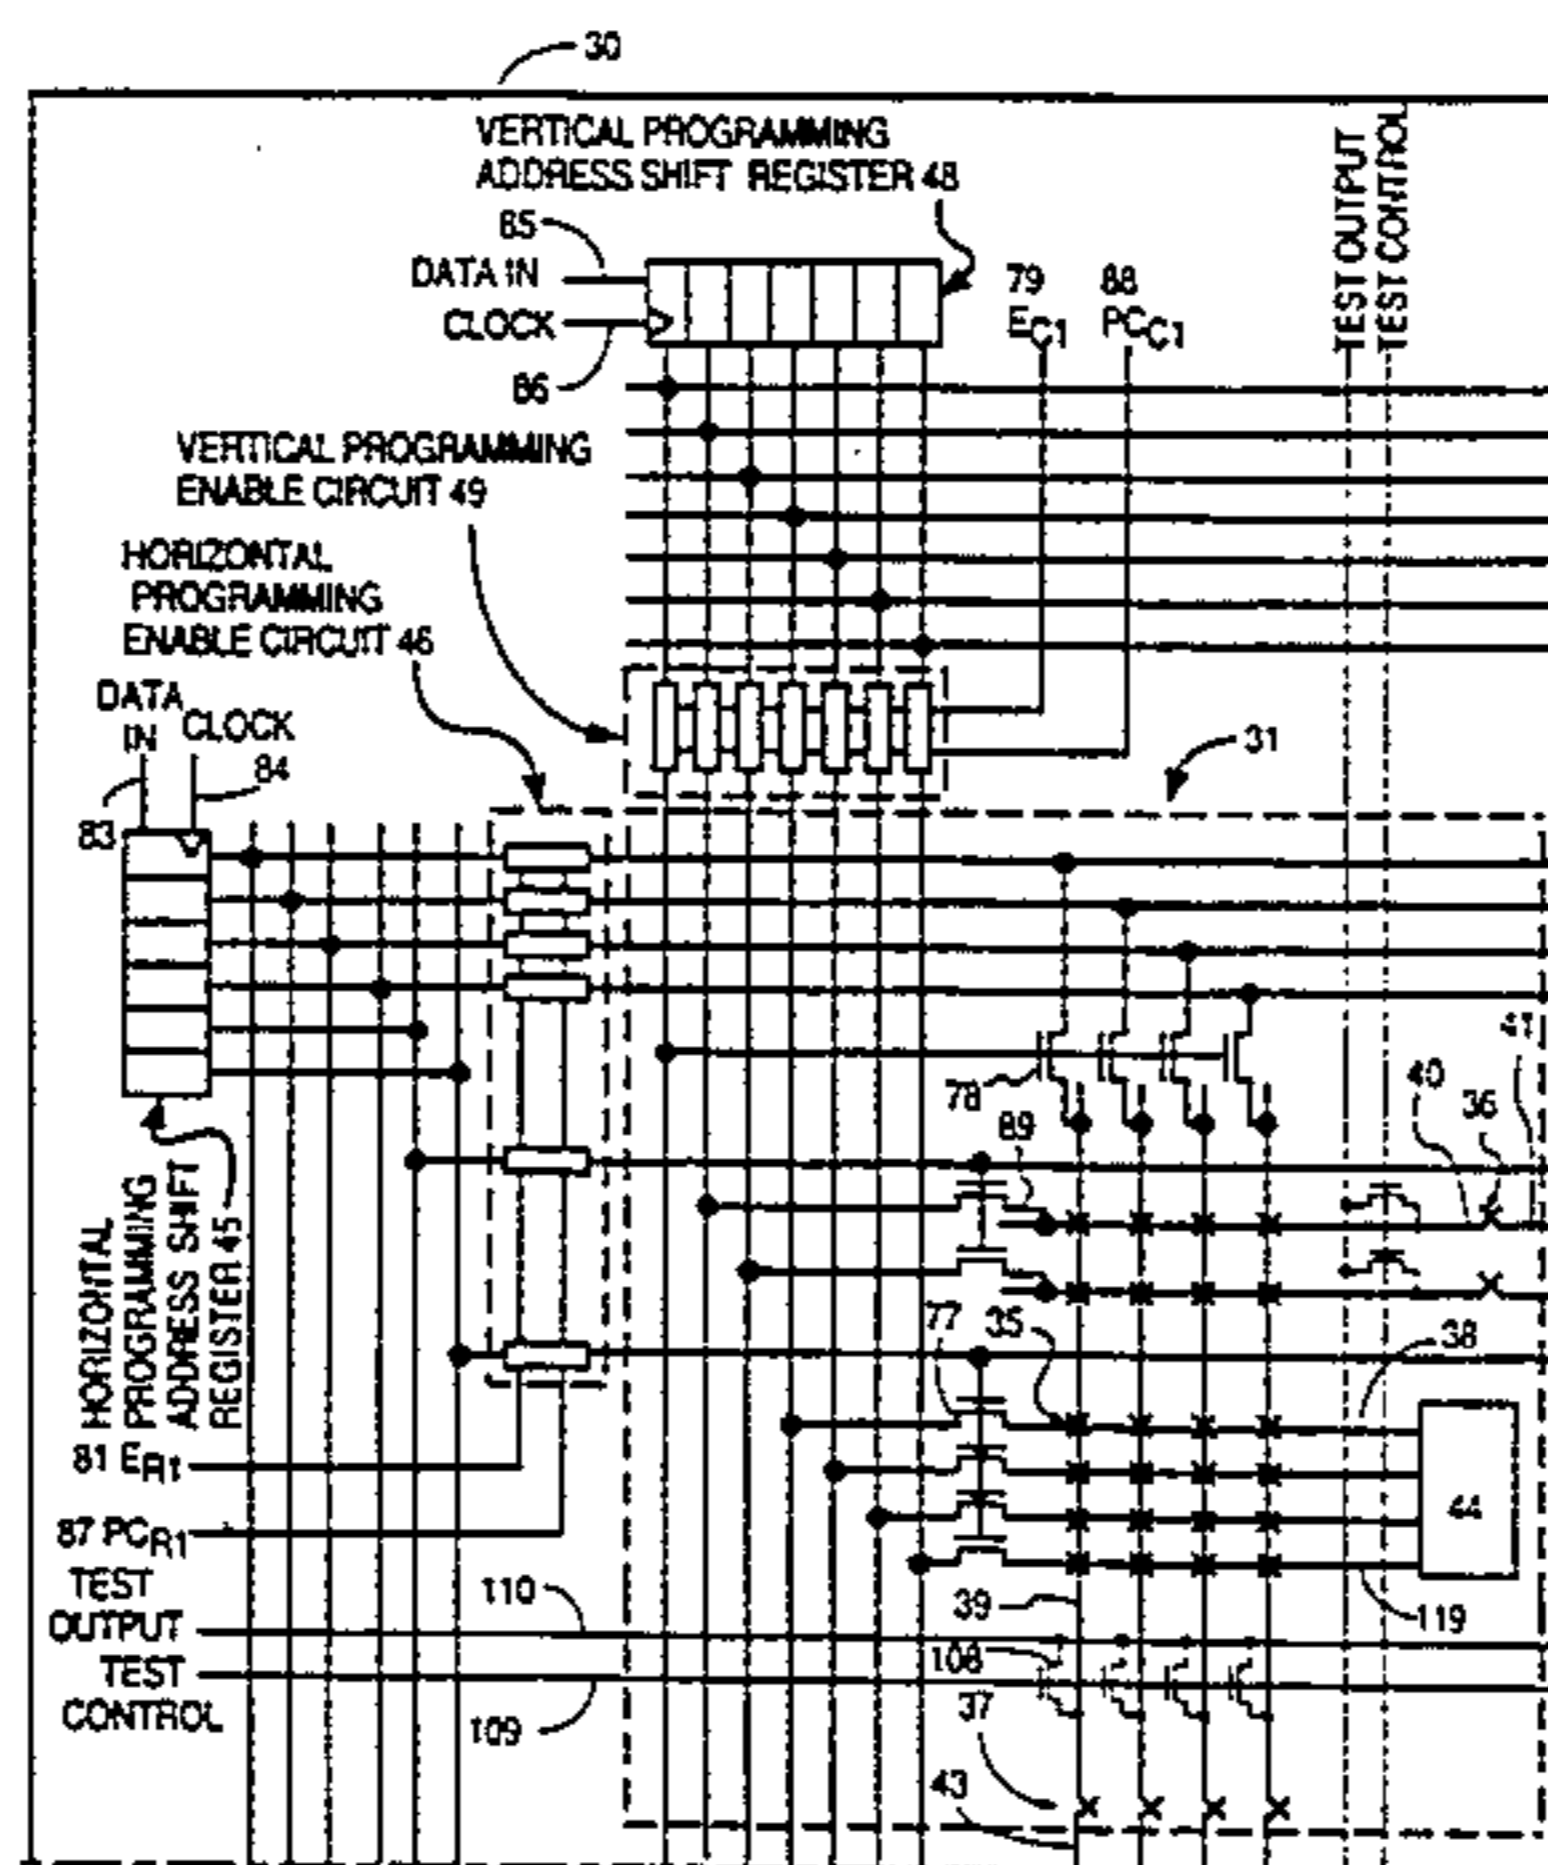 30
VERTICAL PROGRAMMING
ADDRESS SHIFT REGISTER 48
85
DATA IN
CLOCK
86
79
EC1
88
PCC1
TEST OUTPUT
TEST CONTROL
VERTICAL PROGRAMMING
ENABLE CIRCUIT 49
HORIZONTAL
PROGRAMMING
ENABLE CIRCUIT 46
DATA
IN
CLOCK
84
83
31
78
89
40
36
41
HORIZONTAL
PROGRAMMING
ADDRESS SHIFT
REGISTER 45
77
35
38
44
81 ER1
87 PCR1
TEST
OUTPUT
110
39
119
TEST
CONTROL
108
109
37
43